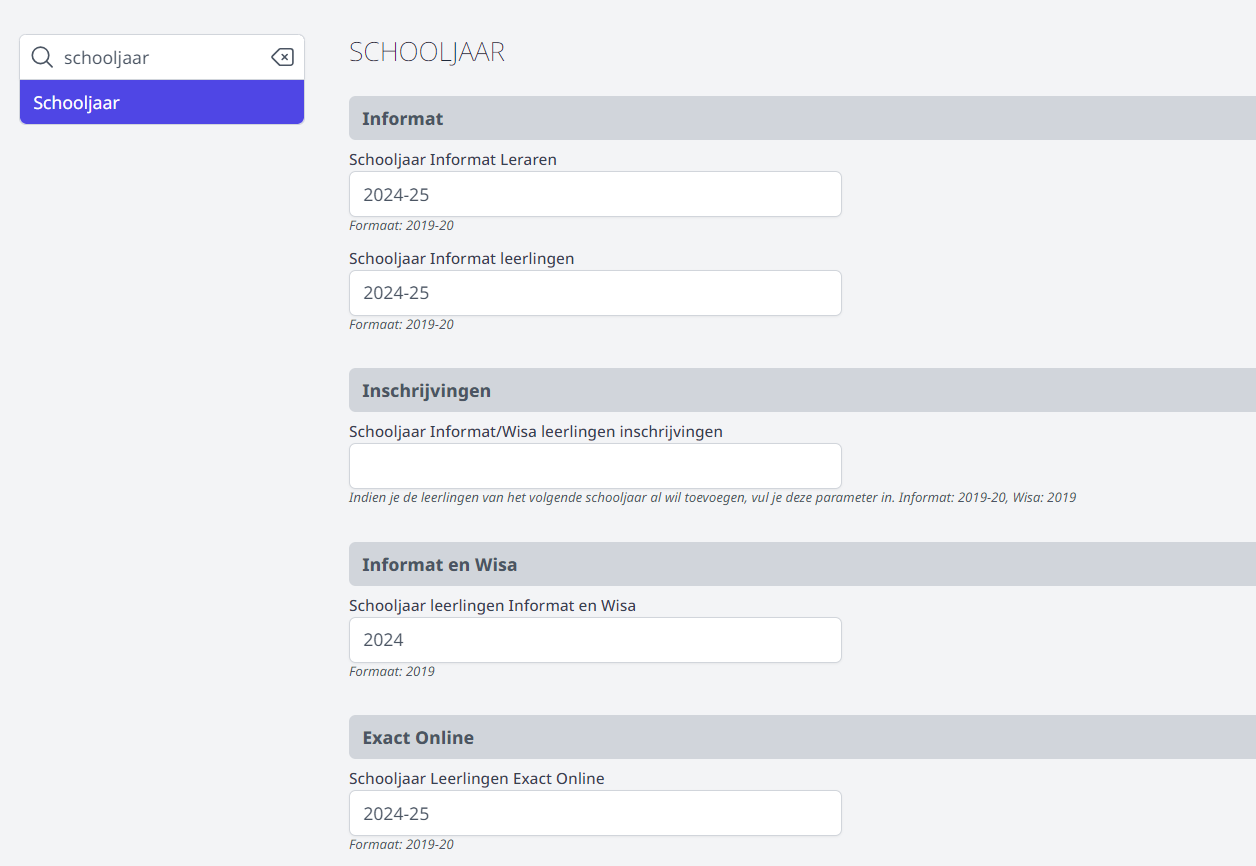 schooljaar
Schooljaar
SCHOOLJAAR
Informat
Schooljaar Informat Leraren
2024-25
Formaat: 2019-20
Schooljaar Informat leerlingen
2024-25
Formaat: 2019-20
Inschrijvingen
Schooljaar Informat/Wisa leerlingen inschrijvingen
Indien je de leerlingen van het volgende schooljaar al wil toevoegen, vul je deze parameter in. Informat: 2019-20, Wisa: 2019
Informat en Wisa
Schooljaar leerlingen Informat en Wisa
2024
Formaat: 2019
Exact Online
Schooljaar Leerlingen Exact Online
2024-25
Formaat: 2019-20